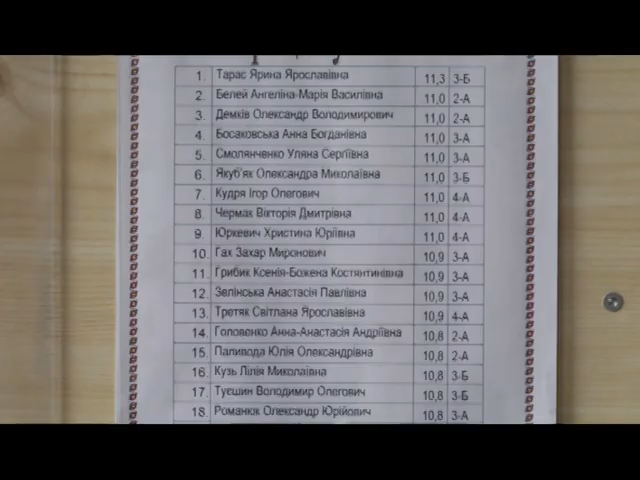 1. Тарас Ярина Ярославівна 11,3 3-Б
2. Белей Ангеліна-Марія Василівна 11,0 2-А
3. Демків Олександр Володимирович 11,0 2-А
4. Босаковська Анна Богданівна 11,0 3-А
5. Смолянченко Уляна Сергіївна 11,0 3-А
6. Якуб'як Олександра Миколаївна 11,0 3-Б
7. Кудря Ігор Олегович 11,0 4-А
8. Чермак Вікторія Дмитрівна 11,0 4-А
9. Юркевич Христина Юріївна 11,0 4-А
10. Гах Захар Миронович 10,9 3-А
11. Грибик Ксенія-Божена Костянтинівна 10,9 3-А
12. Зелінська Анастасія Павлівна 10,9 3-А
13. Третяк Світлана Ярославівна 10,9 4-А
14. Головенко Анна-Анастасія Андріївна 10,8 2-А
15. Паливода Юлія Олександрівна 10,8 2-А
16. Кузь Лілія Миколаївна 10,8 3-Б
17. Туєшин Володимир Олегович 10,8 3-Б
18. Романюк Олександр Юрійович 10,8 3-А